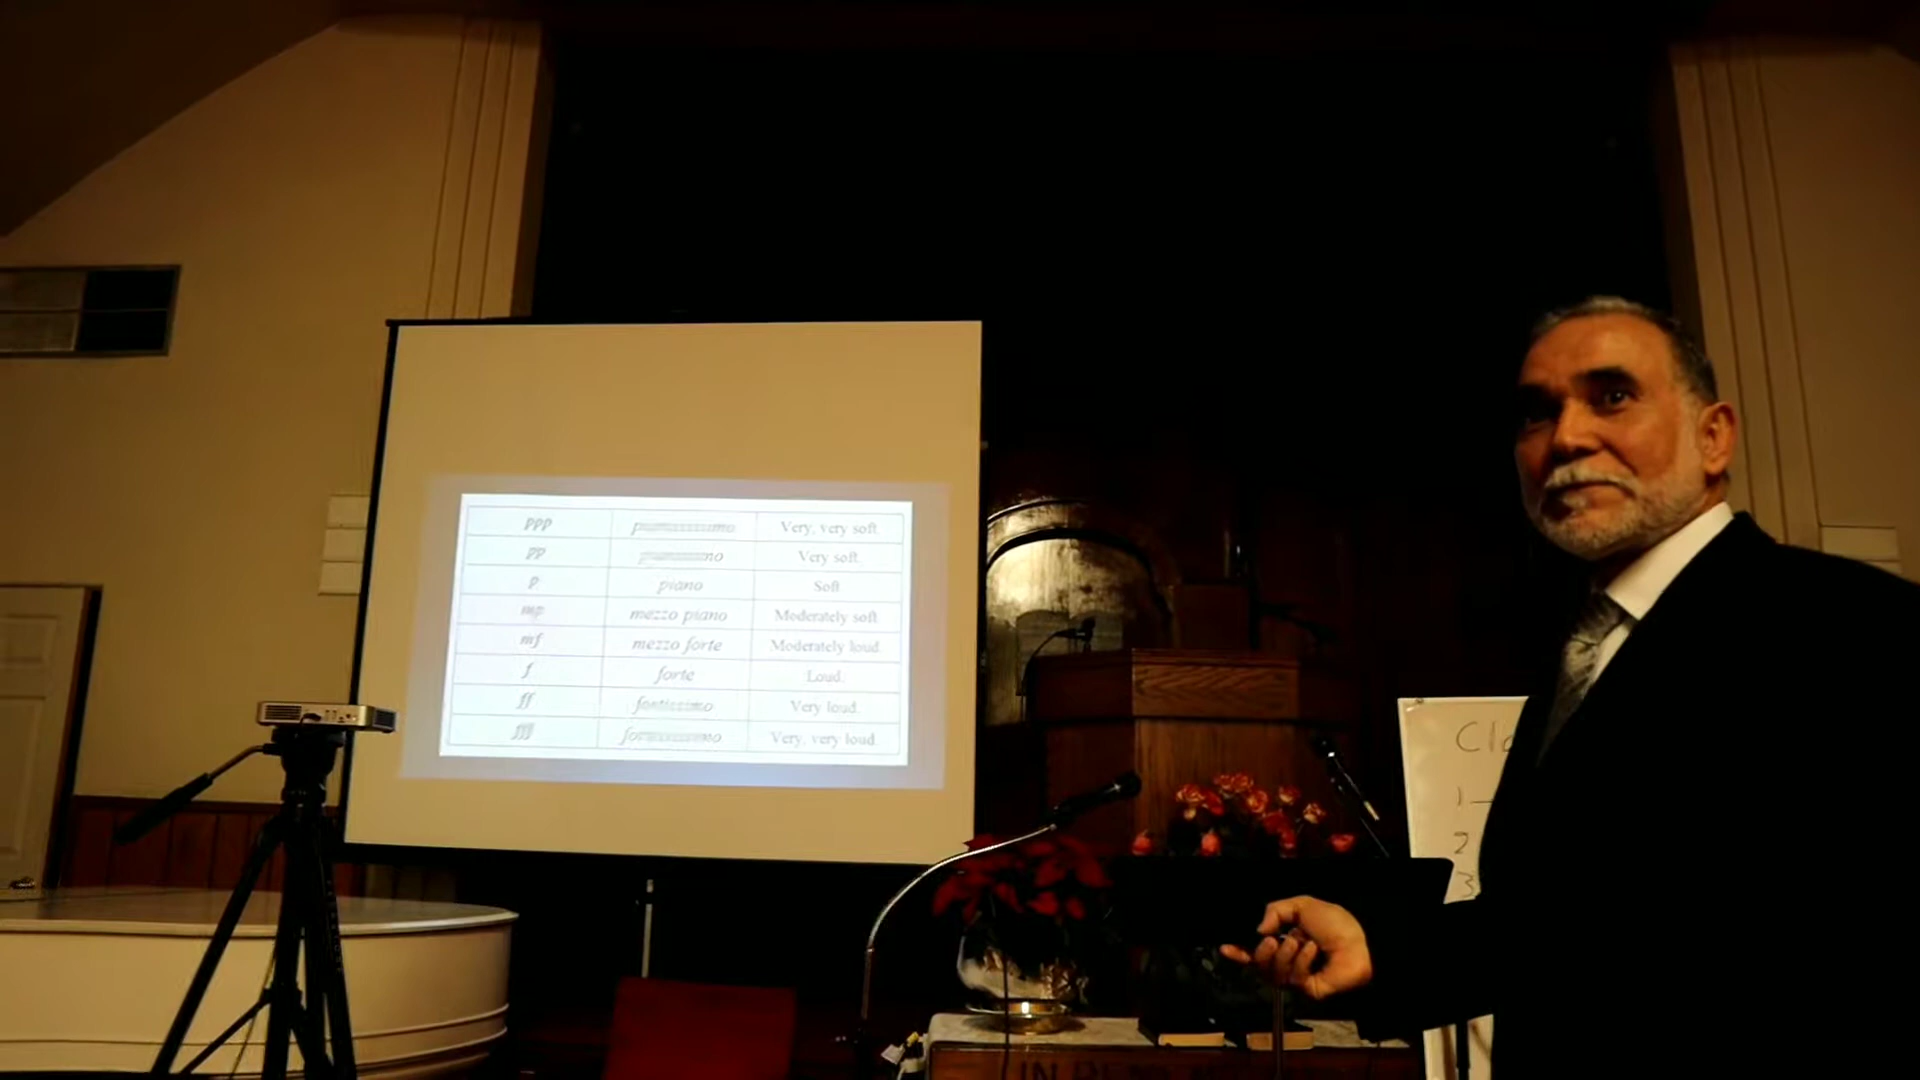 ppp Very, very soft.
pp Very soft.
p piano Soft
mp mezzo piano Moderately soft
mf mezzo forte Moderately loud.
f forte Loud.
ff fortissimo Very loud.
fff Very, very loud.
1
2
3